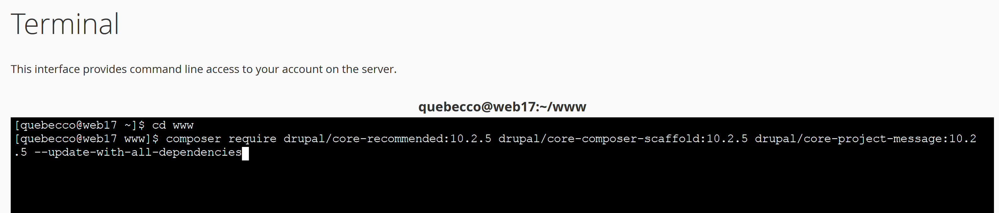 Terminal
This interface provides command line access to your account on the server.
quebecco@web17:~/www
[quebecco@web17 ~]$ cd www
[quebecco@web17 www]$ composer require drupal/core-recommended:10.2.5 drupal/core-composer-scaffold:10.2.5 drupal/core-project-message:10.2
.5 --update-with-all-dependencies